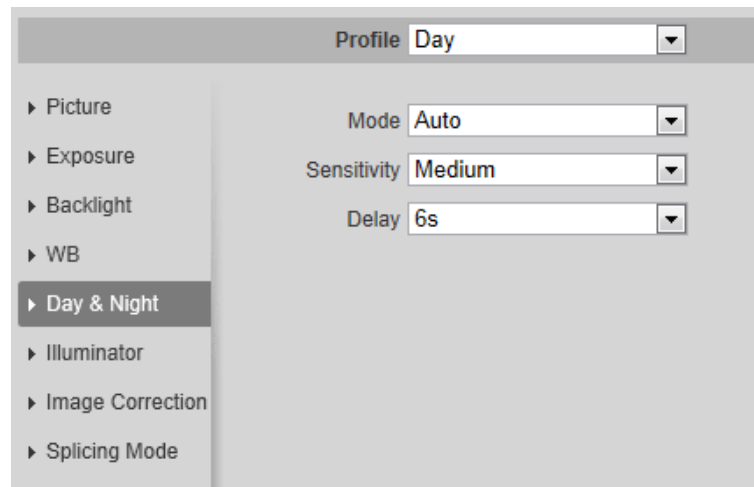 Profile Day
Picture
Mode Auto
Exposure
Sensitivity Medium
Backlight
Delay 6s
WB
Day & Night
Illuminator
Image Correction
Splicing Mode